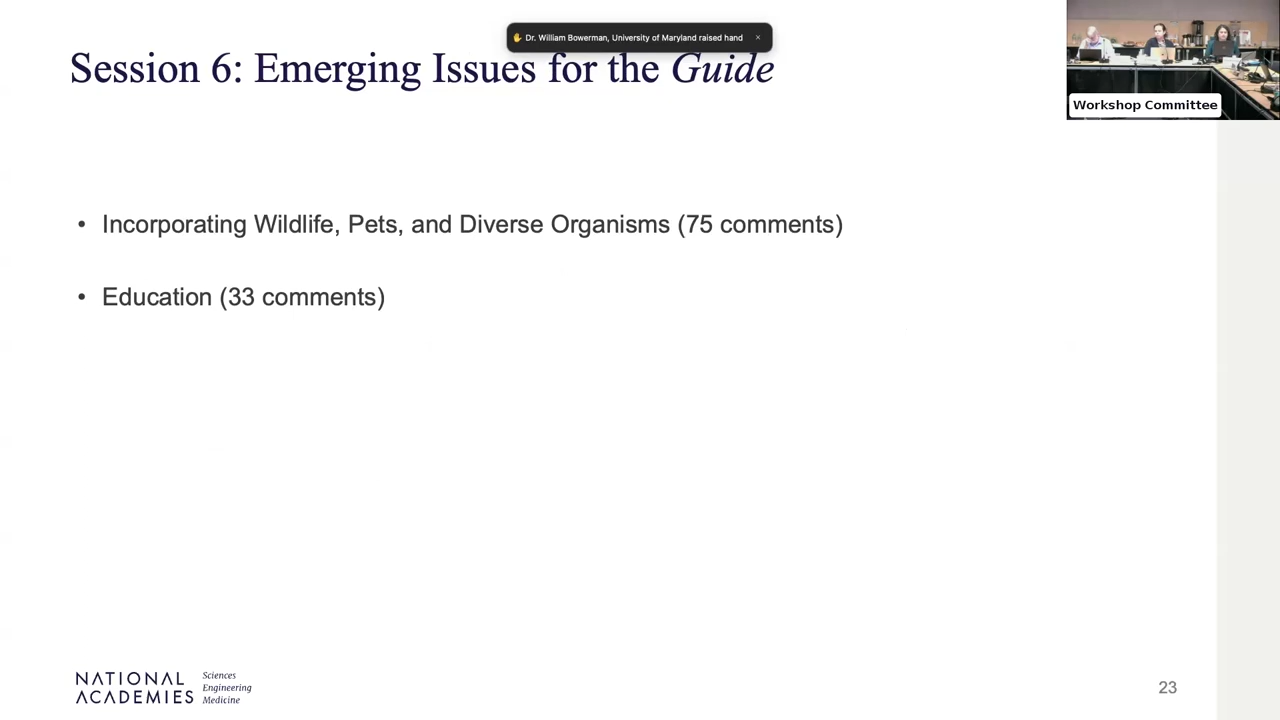 ✋ Dr. William Bowerman, University of Maryland raised hand ×
Session 6: Emerging Issues for the Guide
Workshop Committee
• Incorporating Wildlife, Pets, and Diverse Organisms (75 comments)
• Education (33 comments)
NATIONAL ACADEMIES
Sciences
Engineering
Medicine
23